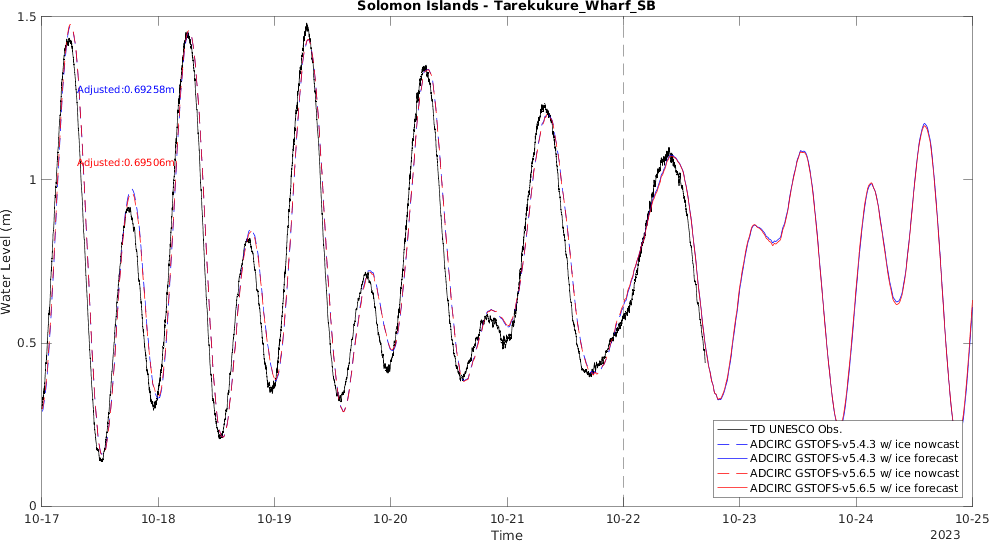 Solomon Islands - Tarekukure_Wharf_SB
1.5
1
0.5
0
Water Level (m)
Adjusted:0.69258m
Adjusted:0.69506m
TD UNESCO Obs.
ADCIRC GSTOFS-v5.4.3 w/ ice nowcast
ADCIRC GSTOFS-v5.4.3 w/ ice forecast
ADCIRC GSTOFS-v5.6.5 w/ ice nowcast
ADCIRC GSTOFS-v5.6.5 w/ ice forecast
10-17 10-18 10-19 10-20 10-21 10-22 10-23 10-24 10-25
Time
2023